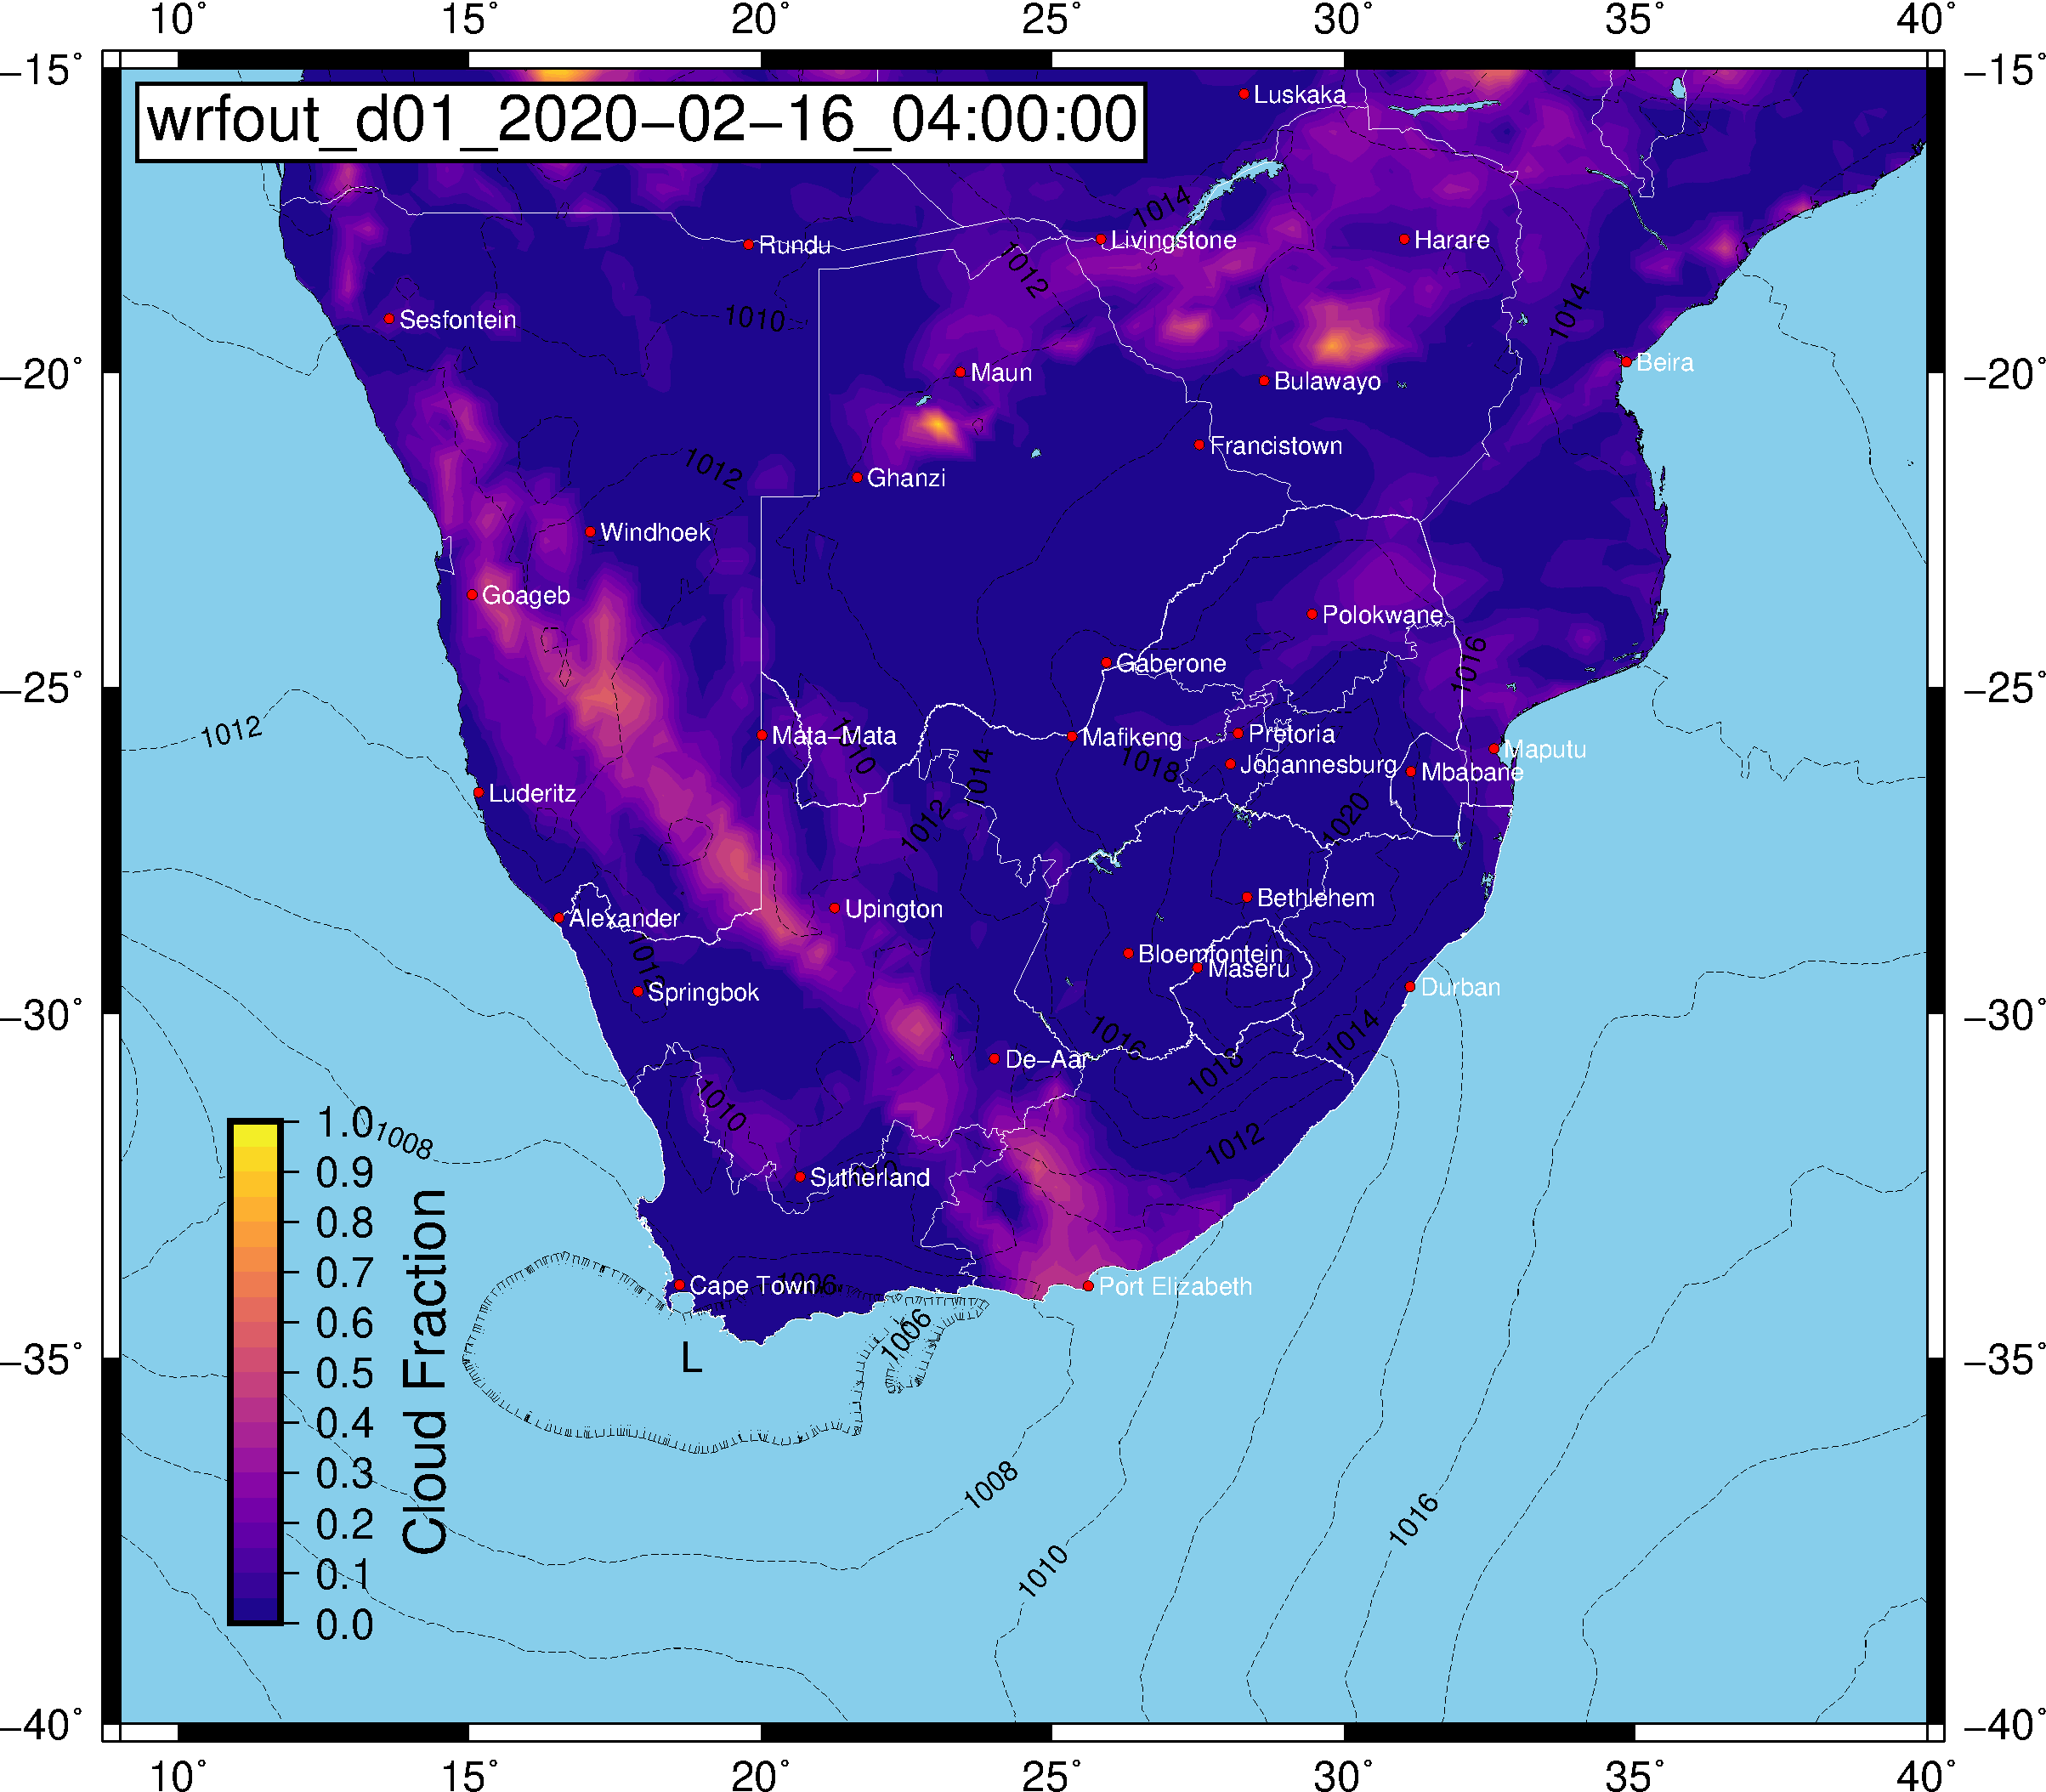 10° 15° 20° 25° 30° 35° 40°
−15° −15°
wrfout_d01_2020−02−16_04:00:00
Luskaka
1014
Rundu
Livingstone
Harare
1012
1010
1014
Sesfontein
−20° −20°
Maun
Bulawayo
Beira
Francistown
1012
Ghanzi
Windhoek
Goageb
Polokwane
Gaberone
1016
−25° −25°
1012
Mata−Mata
1010
Mafikeng
Pretoria
Maputu
1018
Johannesburg
Mbabane
1014
Luderitz
1012
1020
Bethlehem
Alexander
Upington
Bloemfontein
Maseru
1012
Springbok
Durban
−30° −30°
1016
1014
De−Aar
1018
1010
1008
1012
1010
Sutherland
Cape Town
1006
Port Elizabeth
1006
L
−35° −35°
1.0
0.9
0.8
0.7
0.6
0.5
0.4
0.3
0.2
0.1
0.0
Cloud Fraction
1008
1016
1010
−40° −40°
10° 15° 20° 25° 30° 35° 40°